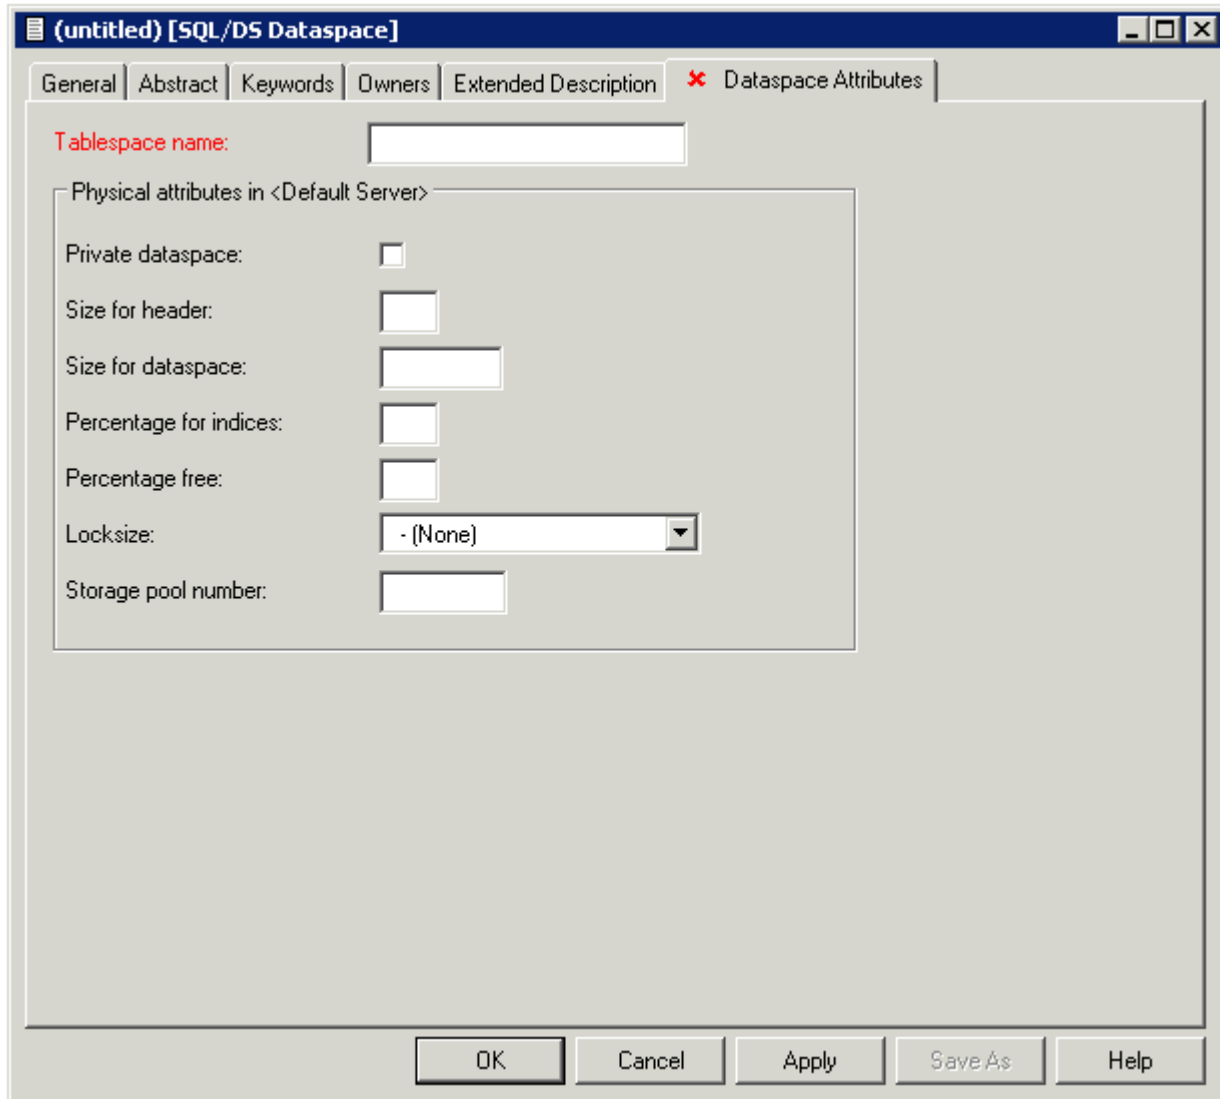 (untitled) [SQL/DS Dataspace]
General Abstract Keywords Owners Extended Description Dataspace Attributes
Tablespace name:
Physical attributes in <Default Server>
Private dataspace:
Size for header:
Size for dataspace:
Percentage for indices:
Percentage free:
Locksize: - (None)
Storage pool number:
OK Cancel Apply Save As Help